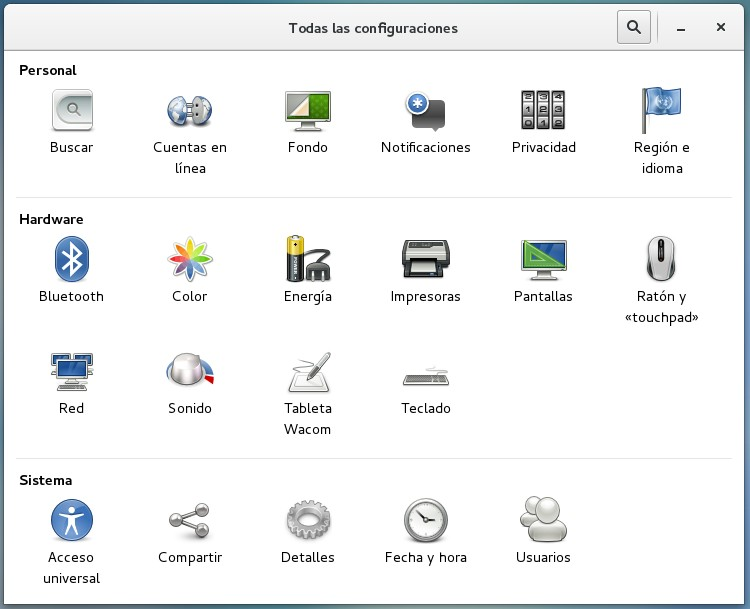 Todas las configuraciones
Personal
Buscar
Cuentas en
línea
Fondo
Notificaciones
Privacidad
Región e
idioma
Hardware
Bluetooth
Color
Energía
Impresoras
Pantallas
Ratón y
«touchpad»
Red
Sonido
Tableta
Wacom
Teclado
Sistema
Acceso
universal
Compartir
Detalles
Fecha y hora
Usuarios